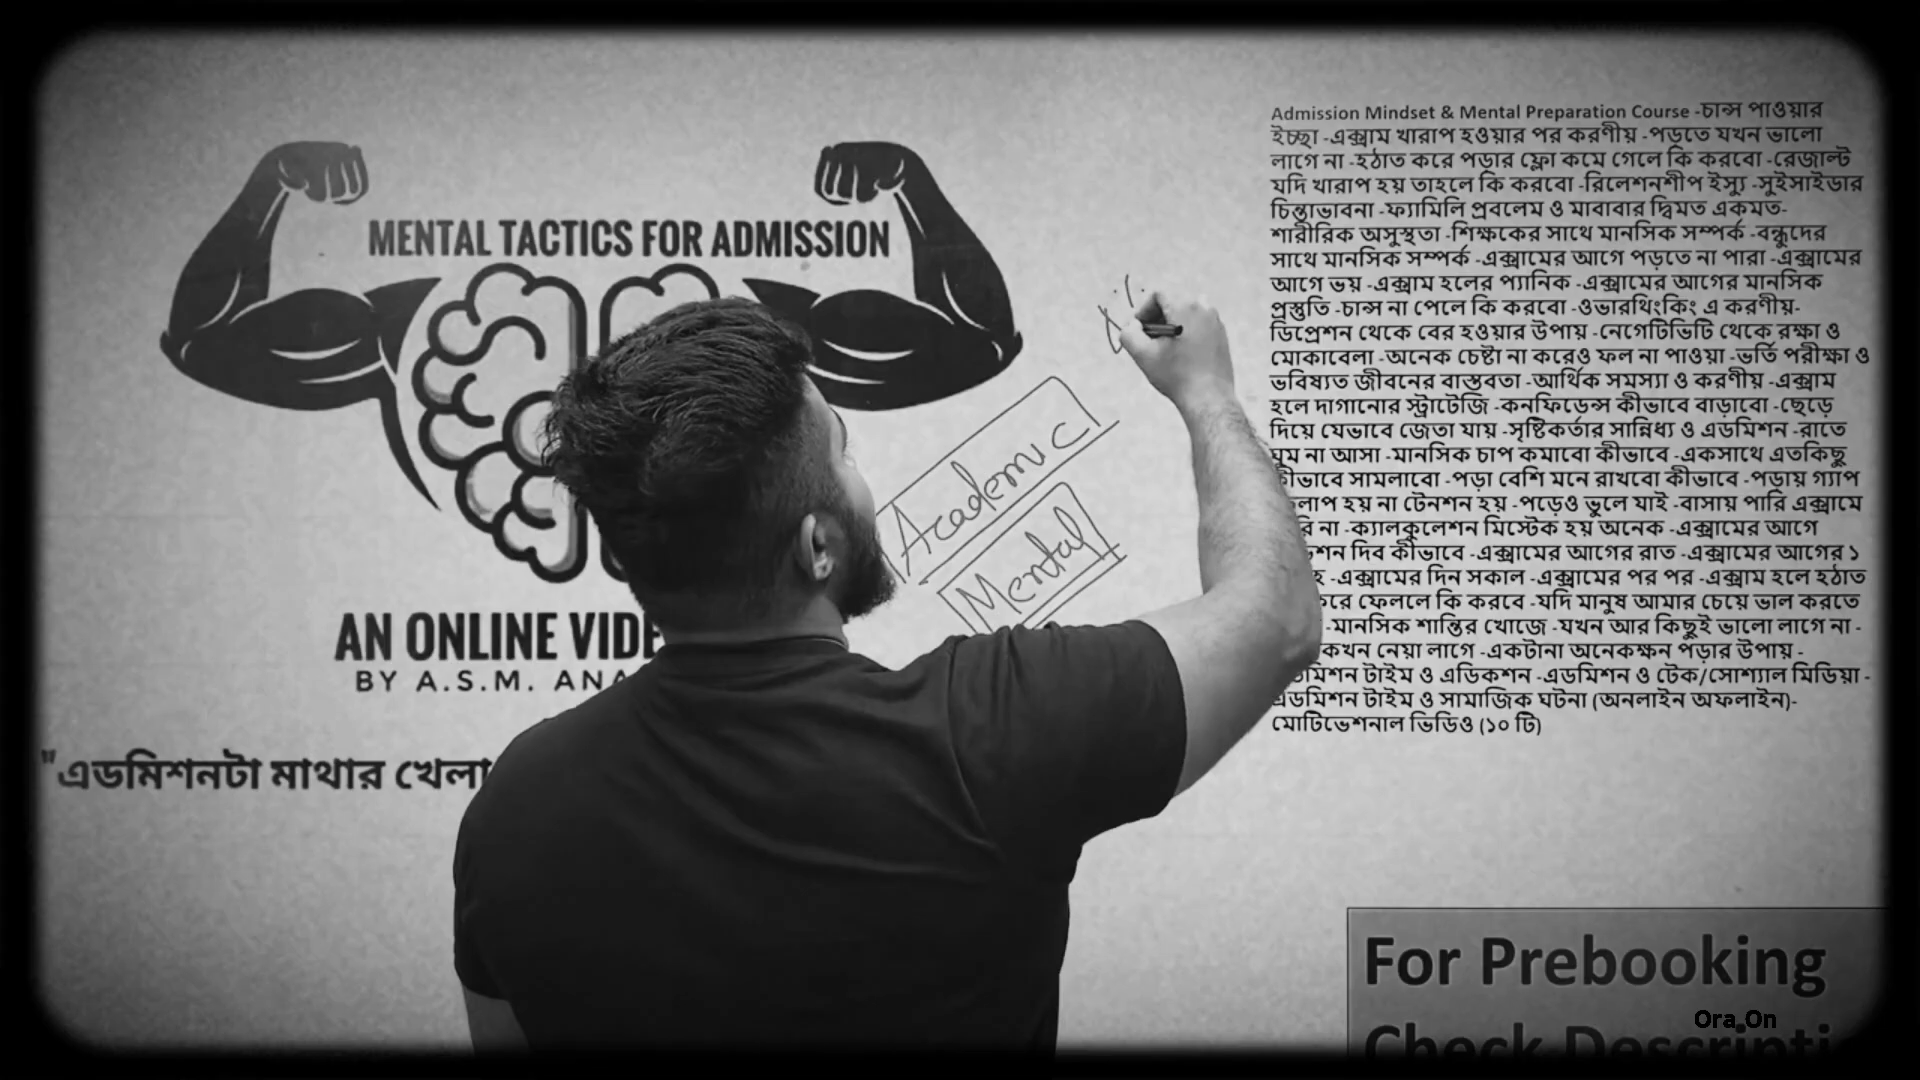 MENTAL TACTICS FOR ADMISSION
AN ONLINE
BY A.S.M.
"এডমিশনটা মাথার খেলা
Academic
Mental
Admission Mindset & Mental Preparation Course -চান্স পাওয়ার
ইচ্ছা -এক্সাম খারাপ হওয়ার পর করণীয় -পড়তে যখন ভালো
লাগে না -হঠাত করে পড়ার ফ্লো কমে গেলে কি করবো -রেজাল্ট
যদি খারাপ হয় তাহলে কি করবো -রিলেশনশীপ ইস্যু -সুইসাইডার
চিন্তাভাবনা -ফ্যামিলি প্রবলেম ও মাবাবার দ্বিমত একমত-
শারীরিক অসুস্থতা -শিক্ষকের সাথে মানসিক সম্পর্ক -বন্ধুদের
সাথে মানসিক সম্পর্ক -এক্সামের আগে পড়তে না পারা -এক্সামের
আগে ভয় -এক্সাম হলের প্যানিক -এক্সামের আগের মানসিক
প্রস্তুতি -চান্স না পেলে কি করবো -ওভারথিংকিং এ করণীয়-
ডিপ্রেশন থেকে বের হওয়ার উপায় -নেগেটিভিটি থেকে রক্ষা ও
মোকাবেলা -অনেক চেষ্টা না করেও ফল না পাওয়া -ভর্তি পরীক্ষা ও
ভবিষ্যত জীবনের বাস্তবতা -আর্থিক সমস্যা ও করণীয় -এক্সাম
হলে দাগানোর স্ট্রাটেজি -কনফিডেন্স কীভাবে বাড়াবো -ছেড়ে
দিয়ে যেভাবে জেতা যায় -সৃষ্টিকর্তার সান্নিধ্য ও এডমিশন -রাতে
ঘুম না আসা -মানসিক চাপ কমাবো কীভাবে -একসাথে এতকিছু
কীভাবে সামলাবো -পড়া বেশি মনে রাখবো কীভাবে -পড়ায় গ্যাপ
হয় না টেনশন হয় -পড়েও ভুলে যাই -বাসায় পারি এক্সামে
না -ক্যালকুলেশন মিস্টেক হয় অনেক -এক্সামের আগে
দিব কীভাবে -এক্সামের আগের রাত -এক্সামের আগের ১
-এক্সামের দিন সকাল -এক্সামের পর পর -এক্সাম হলে হঠাত
ফেললে কি করবে -যদি মানুষ আমার চেয়ে ভাল করতে
-মানসিক শান্তির খোজে -যখন আর কিছুই ভালো লাগে না -
কখন নেয়া লাগে -একটানা অনেকক্ষন পড়ার উপায় -
এডমিশন টাইম ও এডিকশন -এডমিশন ও টেক/সোশ্যাল মিডিয়া -
এডমিশন টাইম ও সামাজিক ঘটনা (অনলাইন অফলাইন)-
মোটিভেশনাল ভিডিও (১০ টি)
For Prebooking
Check
Ora On